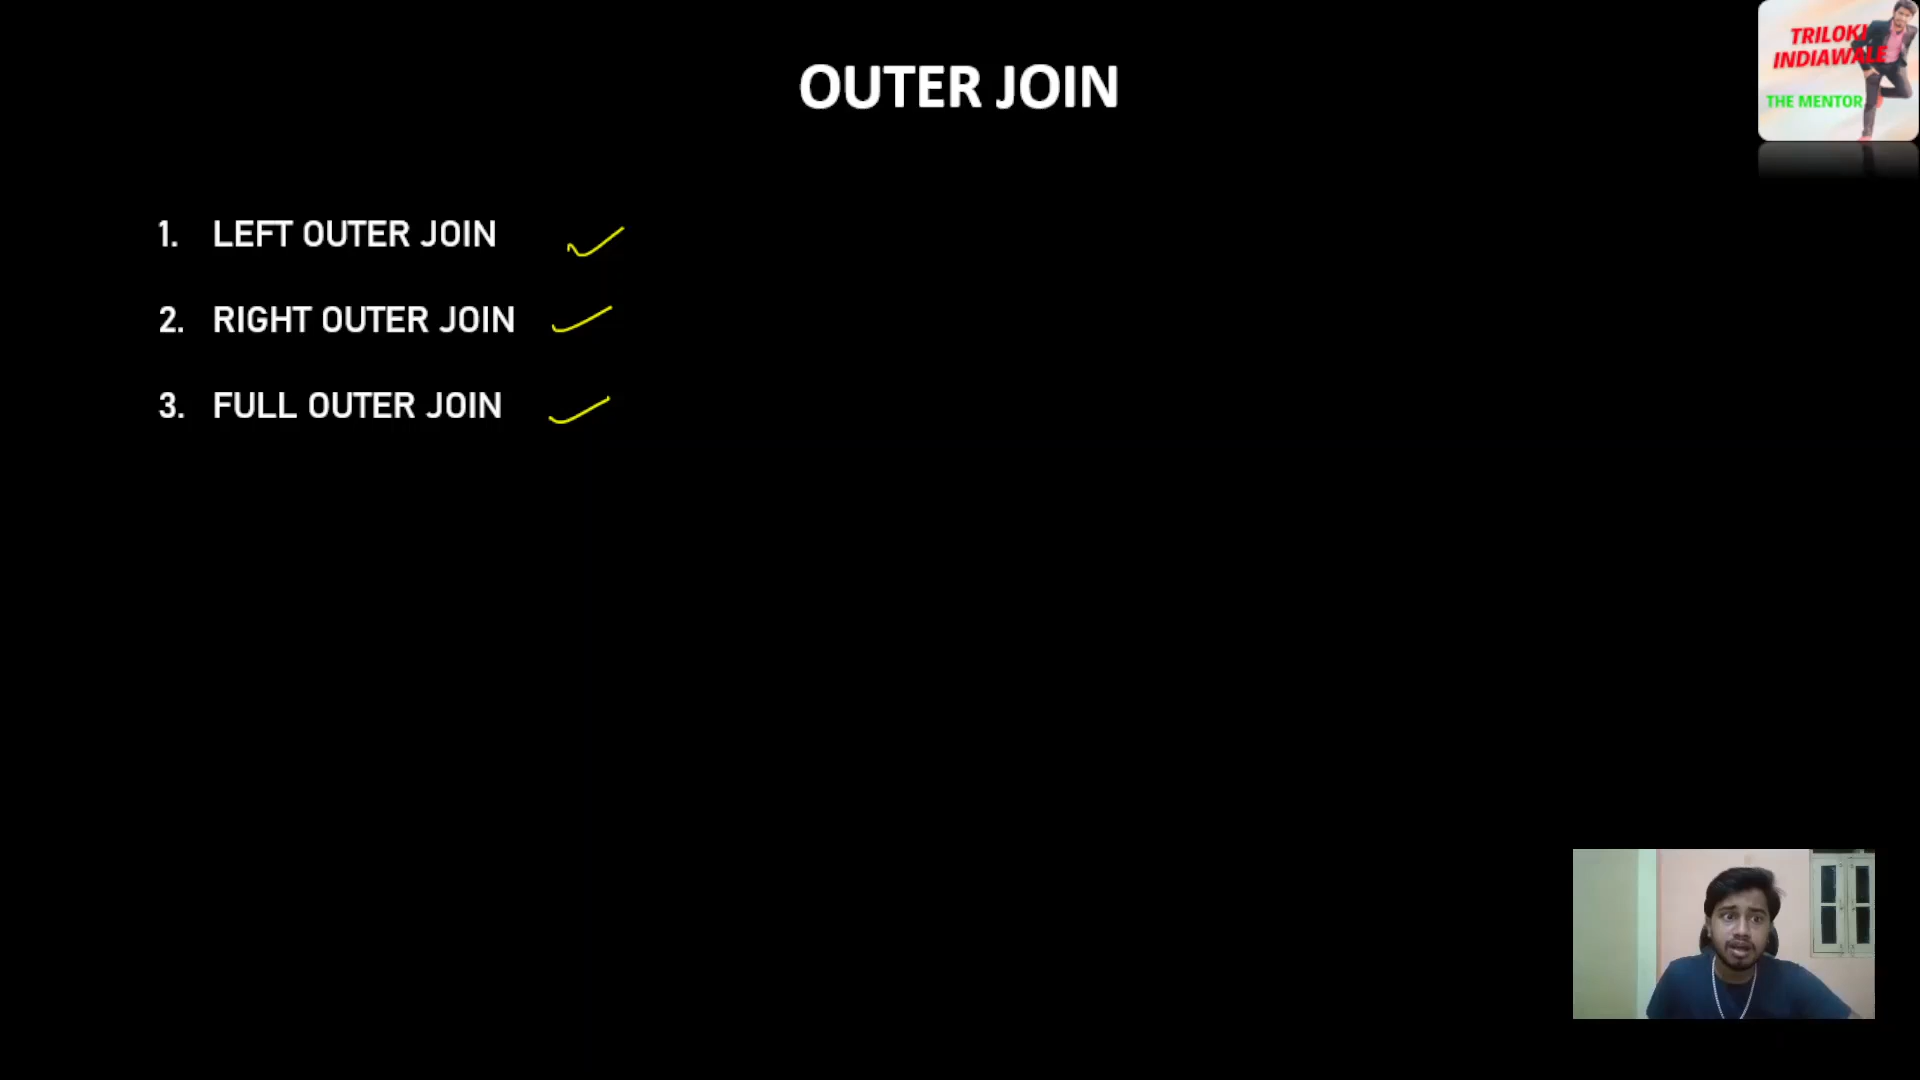 OUTER JOIN
TRILOKI
INDIAWALE
THE MENTOR
1. LEFT OUTER JOIN
2. RIGHT OUTER JOIN
3. FULL OUTER JOIN